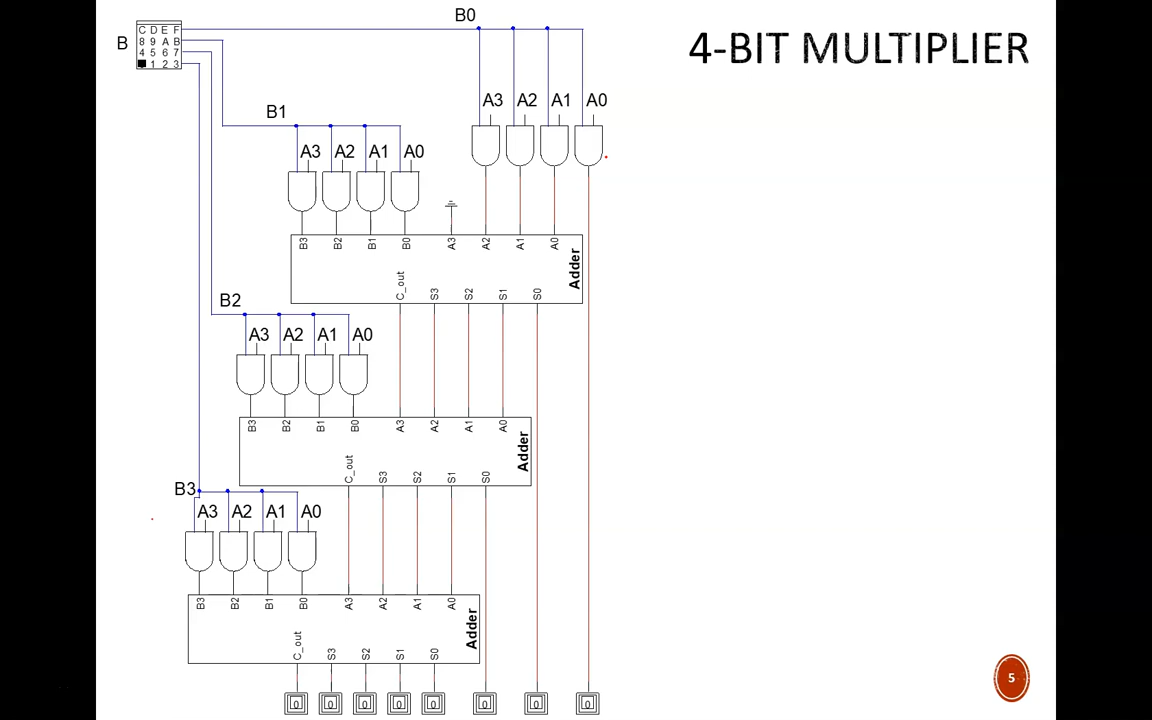 4-BIT MULTIPLIER
B
C D E F
8 9 A B
4 5 6 7
1 2 3
B0
A3 A2 A1 A0
B1
A3 A2 A1 A0
B3 B2 B1 B0 A3 A2 A1 A0
Adder
C_out S3 S2 S1 S0
B2
A3 A2 A1 A0
B3 B2 B1 B0 A3 A2 A1 A0
Adder
C_out S3 S2 S1 S0
B3
A3 A2 A1 A0
B3 B2 B1 B0 A3 A2 A1 A0
Adder
C_out S3 S2 S1 S0
0 0 0 0 0 0 0 0
5